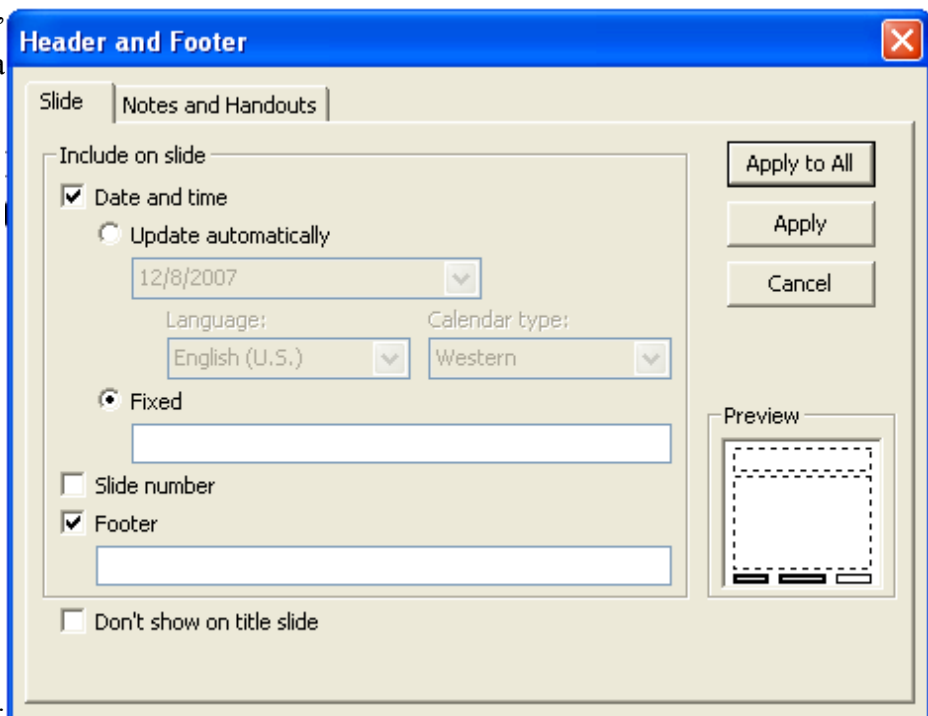 Header and Footer
Slide
Notes and Handouts
Include on slide
Date and time
Update automatically
12/8/2007
Language:
Calendar type:
English (U.S.)
Western
Fixed
Slide number
Footer
Don't show on title slide
Apply to All
Apply
Cancel
Preview